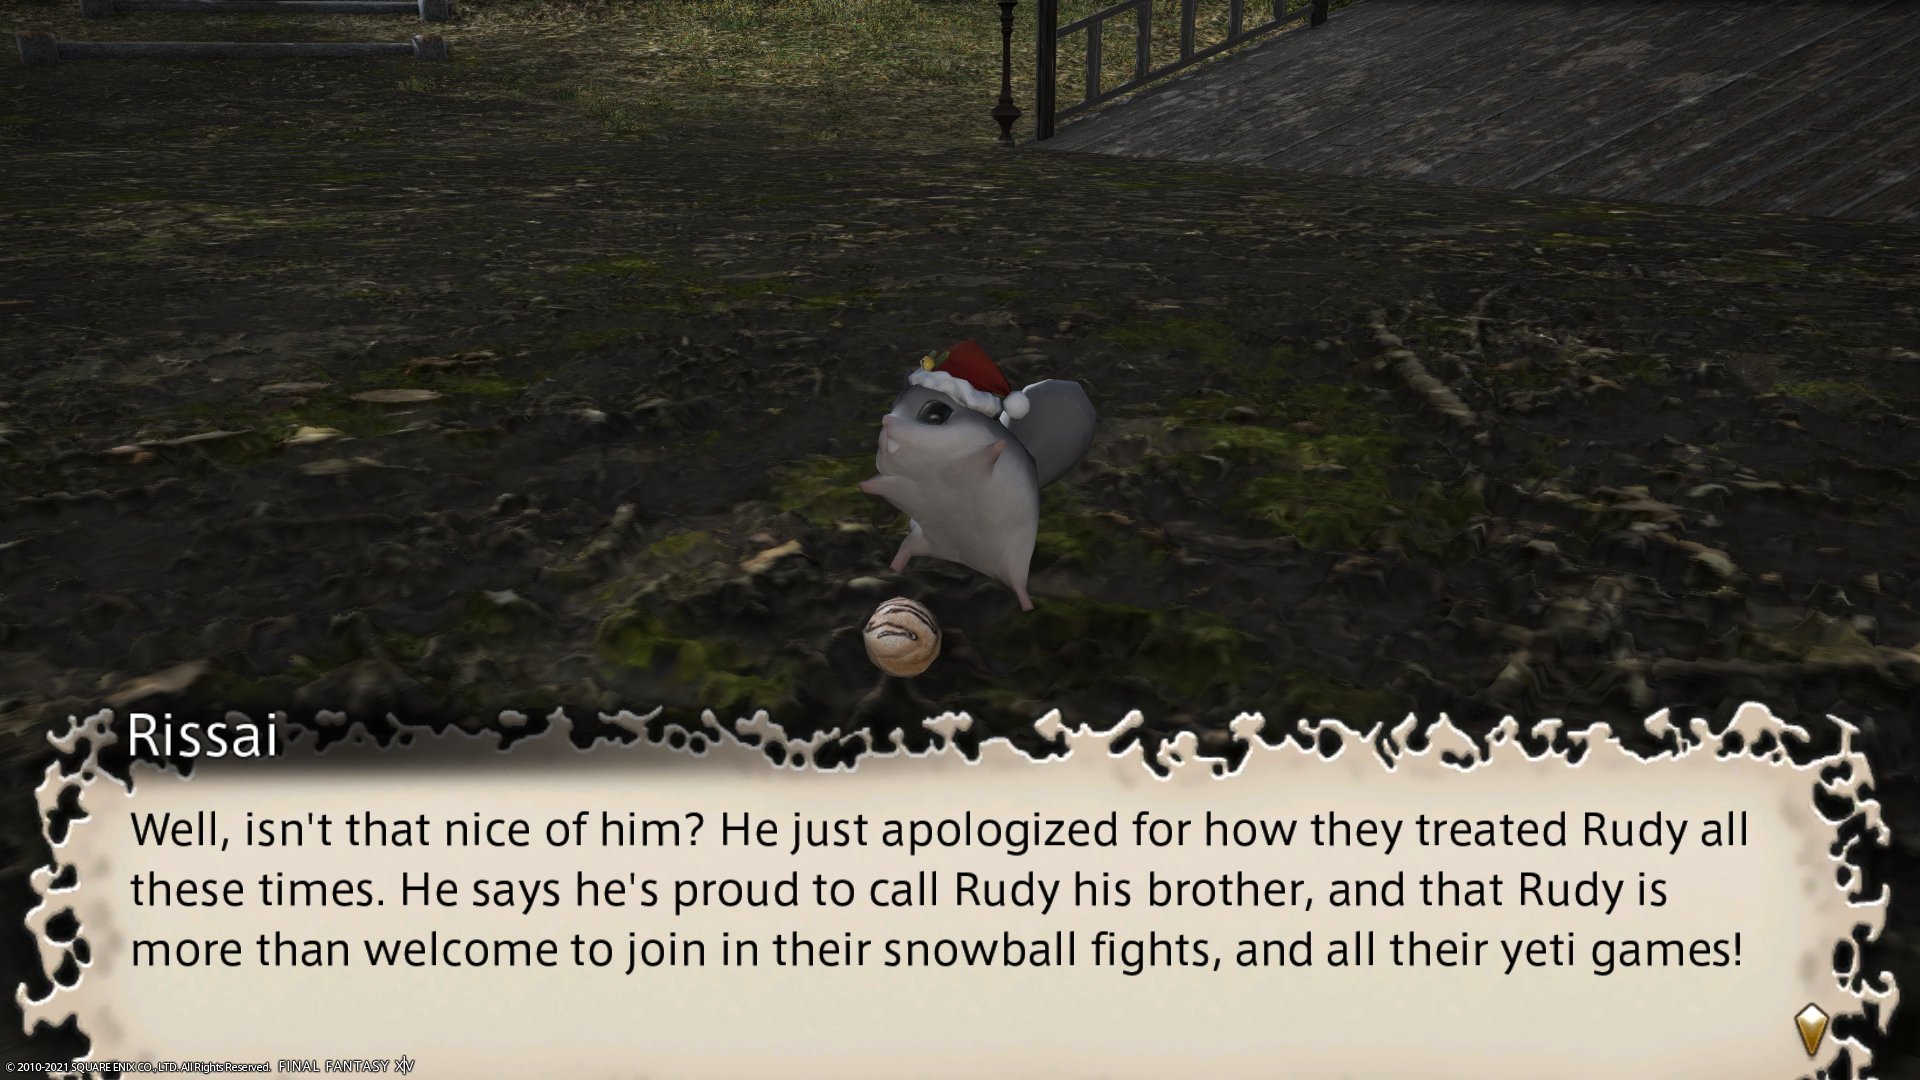 Rissai
Well, isn't that nice of him? He just apologized for how they treated Rudy all
these times. He says he's proud to call Rudy his brother, and that Rudy is
more than welcome to join in their snowball fights, and all their yeti games!
© 2010-2021 SQUARE ENIX CO., LTD. All Rights Reserved. FINAL FANTASY XIV